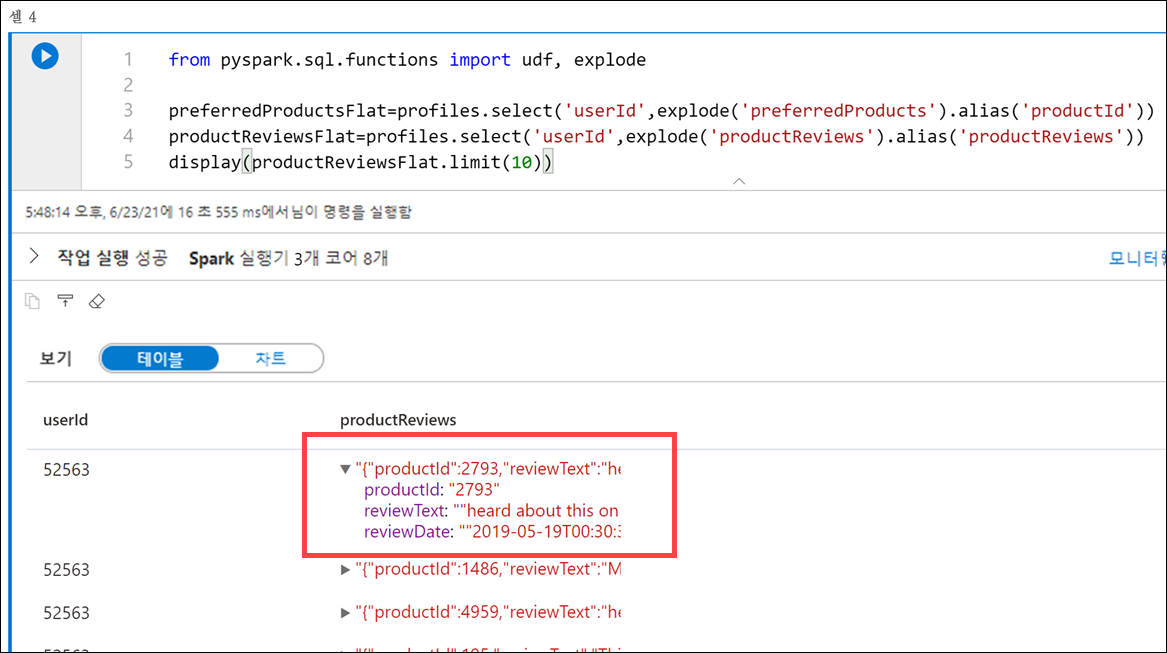 셀 4
1 from pyspark.sql.functions import udf, explode
2
3 preferredProductsFlat=profiles.select('userId',explode('preferredProducts').alias('productId'))
4 productReviewsFlat=profiles.select('userId',explode('productReviews').alias('productReviews'))
5 display(productReviewsFlat.limit(10))
5:48:14 오후, 6/23/21에 16 초 555 ms에서님이 명령을 실행함
작업 실행 성공 Spark 실행기 3개 코어 8개 모니터링
보기 테이블 차트
userId productReviews
52563 ▼ "{"productId":2793,"reviewText":"he
productId: "2793"
reviewText: ""heard about this on
reviewDate: ""2019-05-19T00:30:3
52563 ▶ "{"productId":1486,"reviewText":"M
52563 ▶ "{"productId":4959,"reviewText":"he